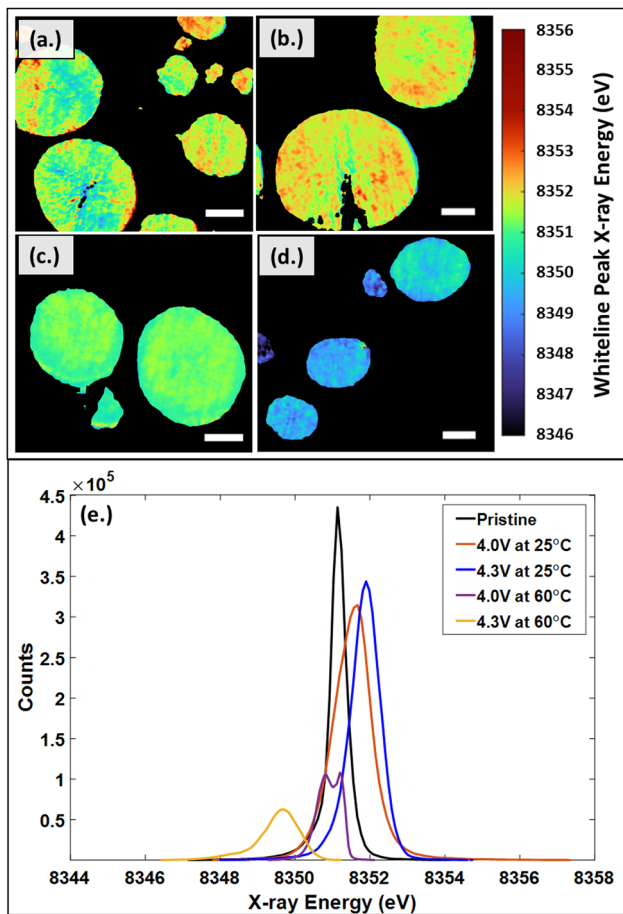 (a.)
(b.)
(c.)
(d.)
8356
8355
8354
8353
8352
8351
8350
8349
8348
8347
8346
Whiteline Peak X-ray Energy (eV)
×10⁵
(e.)
4.5
4
3.5
3
2.5
2
1.5
1
0.5
Counts
Pristine
4.0V at 25°C
4.3V at 25°C
4.0V at 60°C
4.3V at 60°C
8344 8346 8348 8350 8352 8354 8356 8358
X-ray Energy (eV)